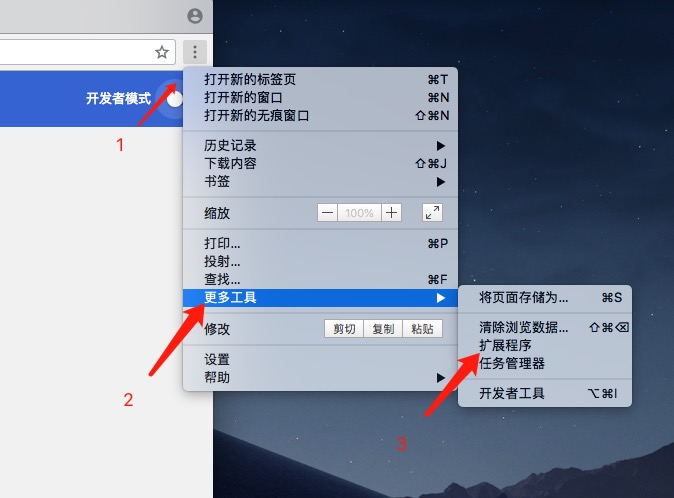 开发者模式
1
打开新的标签页 ⌘T
打开新的窗口 ⌘N
打开新的无痕窗口 ⇧⌘N
历史记录 ▶
下载内容 ⇧⌘J
书签 ▶
缩放 — 100% +
打印... ⌘P
投射...
查找... ⌘F
更多工具 ▶
修改 剪切 复制 粘贴
设置
帮助 ▶
2
将页面存储为... ⌘S
清除浏览数据... ⇧⌘⌫
扩展程序
任务管理器
开发者工具 ⌥⌘I
3